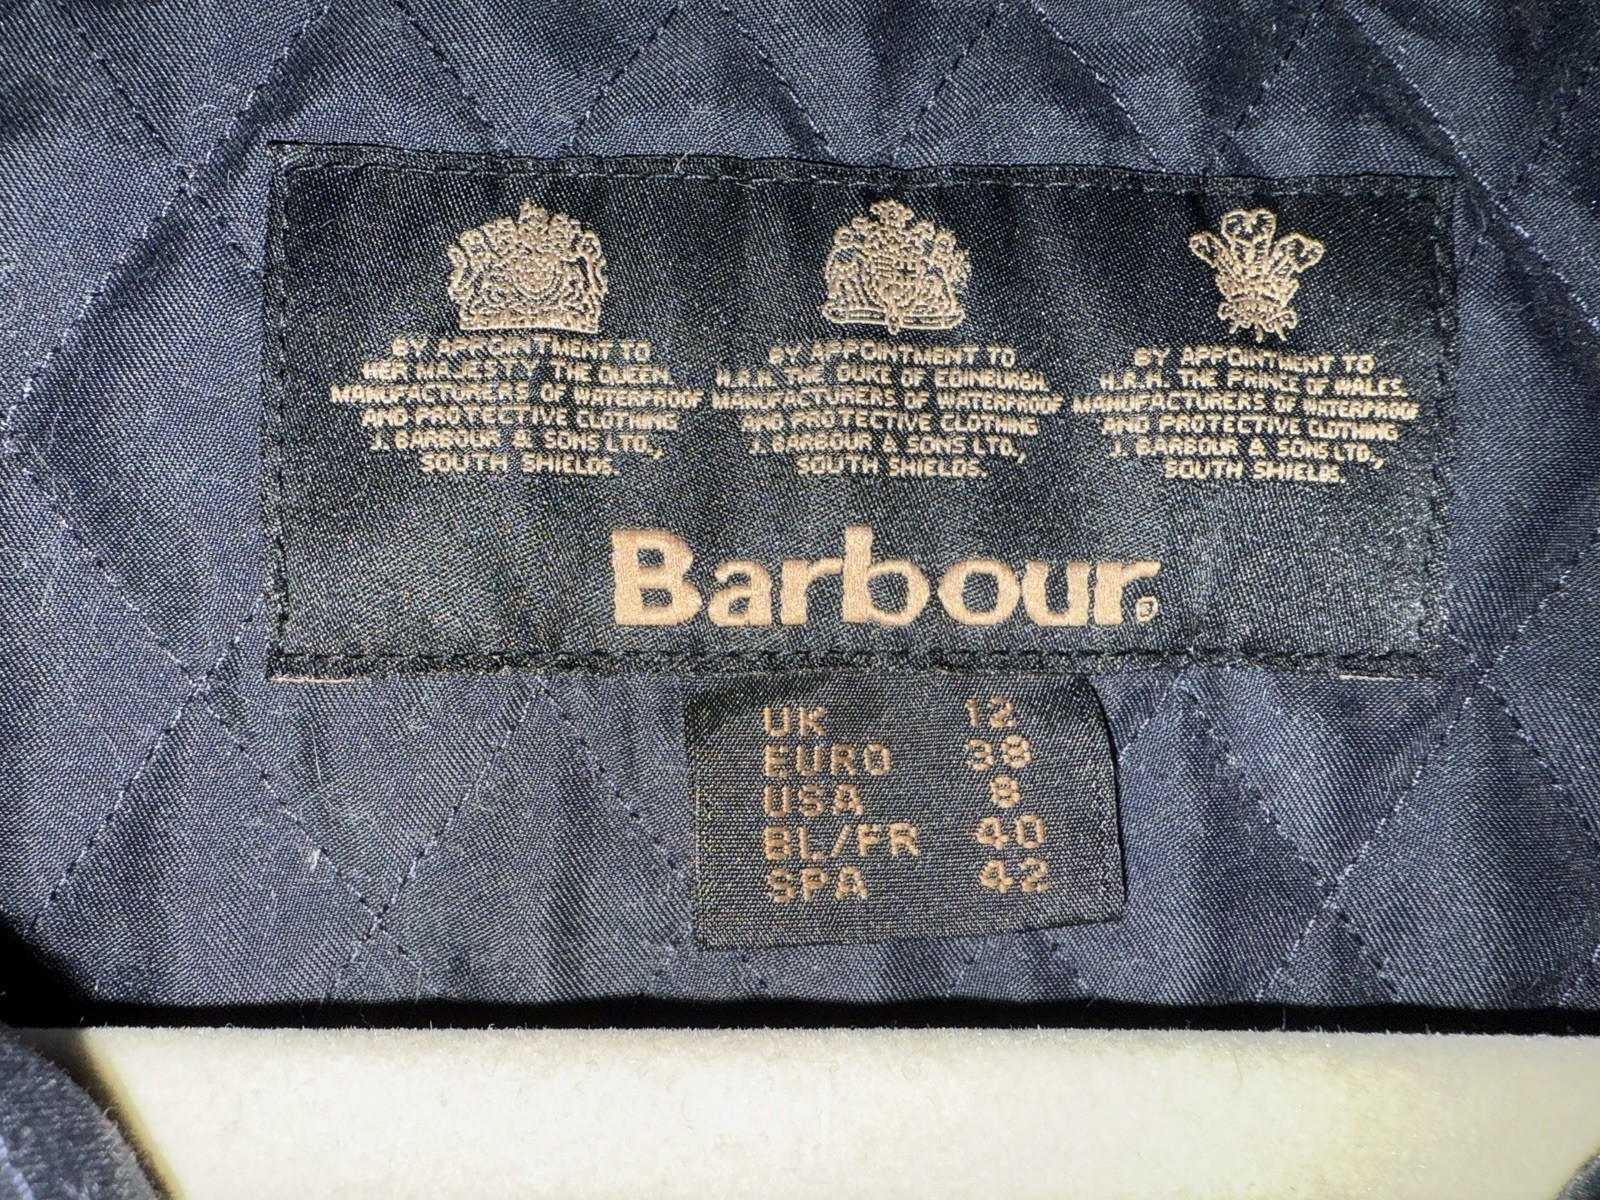 BY APPOINTMENT TO
HER MAJESTY THE QUEEN.
MANUFACTURERS OF WATERPROOF
AND PROTECTIVE CLOTHING
J. BARBOUR & SONS LTD.,
SOUTH SHIELDS.
BY APPOINTMENT TO
H.R.H. THE DUKE OF EDINBURGH.
MANUFACTURERS OF WATERPROOF
AND PROTECTIVE CLOTHING
J. BARBOUR & SONS LTD.,
SOUTH SHIELDS.
BY APPOINTMENT TO
H.R.H. THE PRINCE OF WALES.
MANUFACTURERS OF WATERPROOF
AND PROTECTIVE CLOTHING
J. BARBOUR & SONS LTD.,
SOUTH SHIELDS.
Barbour®
UK 12
EURO 38
USA 8
BL/FR 40
SPA 42